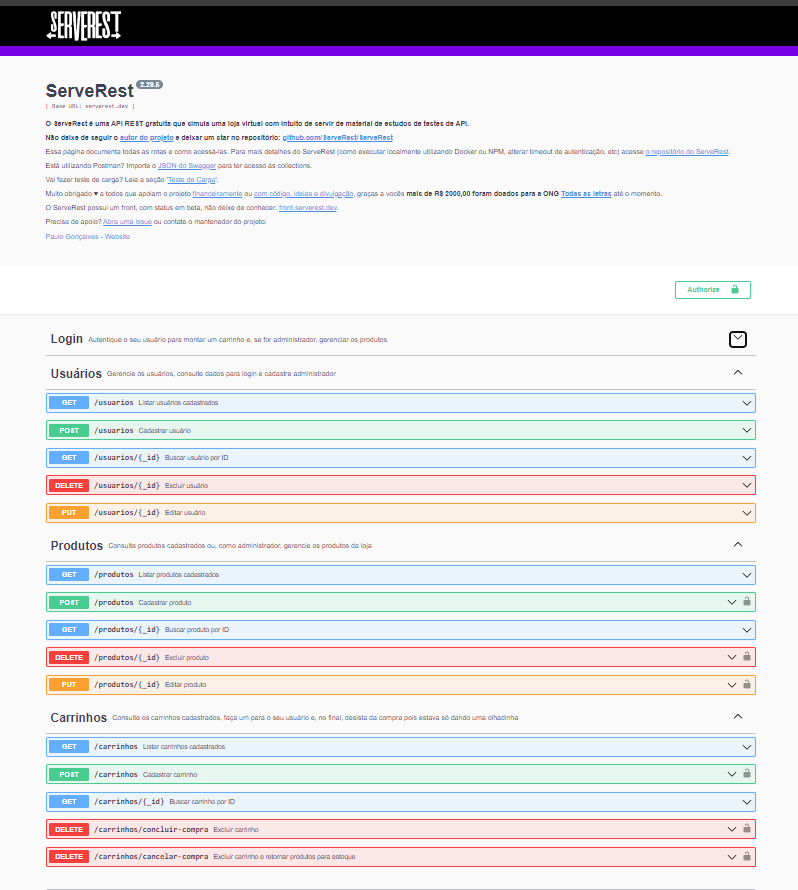 SERVEREST
ServeRest 2.29.5
[ Base URL: serverest.dev ]
O ServeRest é uma API REST gratuita que simula uma loja virtual com intuito de servir de material de estudos de testes de API.
Não deixe de seguir o autor do projeto e deixar um star no repositório: github.com/ServeRest/ServeRest
Essa página documenta todas as rotas e como acessá-las. Para mais detalhes do ServeRest (como executar localmente utilizando Docker ou NPM, alterar timeout de autenticação, etc) acesse o repositório do ServeRest.
Está utilizando Postman? Importe o JSON do Swagger para ter acesso às collections.
Vai fazer teste de carga? Leia a seção 'Teste de Carga'.
Muito obrigado ♥ a todos que apoiam o projeto financeiramente ou com código, ideias e divulgação, graças a vocês mais de R$ 2000,00 foram doados para a ONG Todas as letras até o momento.
O ServeRest possui um front, com status em beta, não deixe de conhecer: front.serverest.dev.
Precisa de apoio? Abra uma issue ou contate o mantenedor do projeto:
Paulo Gonçalves - Website
Authorize
Login Autentique o seu usuário para montar um carrinho e, se for administrador, gerenciar os produtos
Usuários Gerencie os usuários, consulte dados para login e cadastre administrador
GET /usuarios Listar usuários cadastrados
POST /usuarios Cadastrar usuário
GET /usuarios/{_id} Buscar usuário por ID
DELETE /usuarios/{_id} Excluir usuário
PUT /usuarios/{_id} Editar usuário
Produtos Consulte produtos cadastrados ou, como administrador, gerencie os produtos da loja
GET /produtos Listar produtos cadastrados
POST /produtos Cadastrar produto
GET /produtos/{_id} Buscar produto por ID
DELETE /produtos/{_id} Excluir produto
PUT /produtos/{_id} Editar produto
Carrinhos Consulte os carrinhos cadastrados, faça um para o seu usuário e, no final, desista da compra pois estava só dando uma olhadinha
GET /carrinhos Listar carrinhos cadastrados
POST /carrinhos Cadastrar carrinho
GET /carrinhos/{_id} Buscar carrinho por ID
DELETE /carrinhos/concluir-compra Excluir carrinho
DELETE /carrinhos/cancelar-compra Excluir carrinho e retornar produtos para estoque